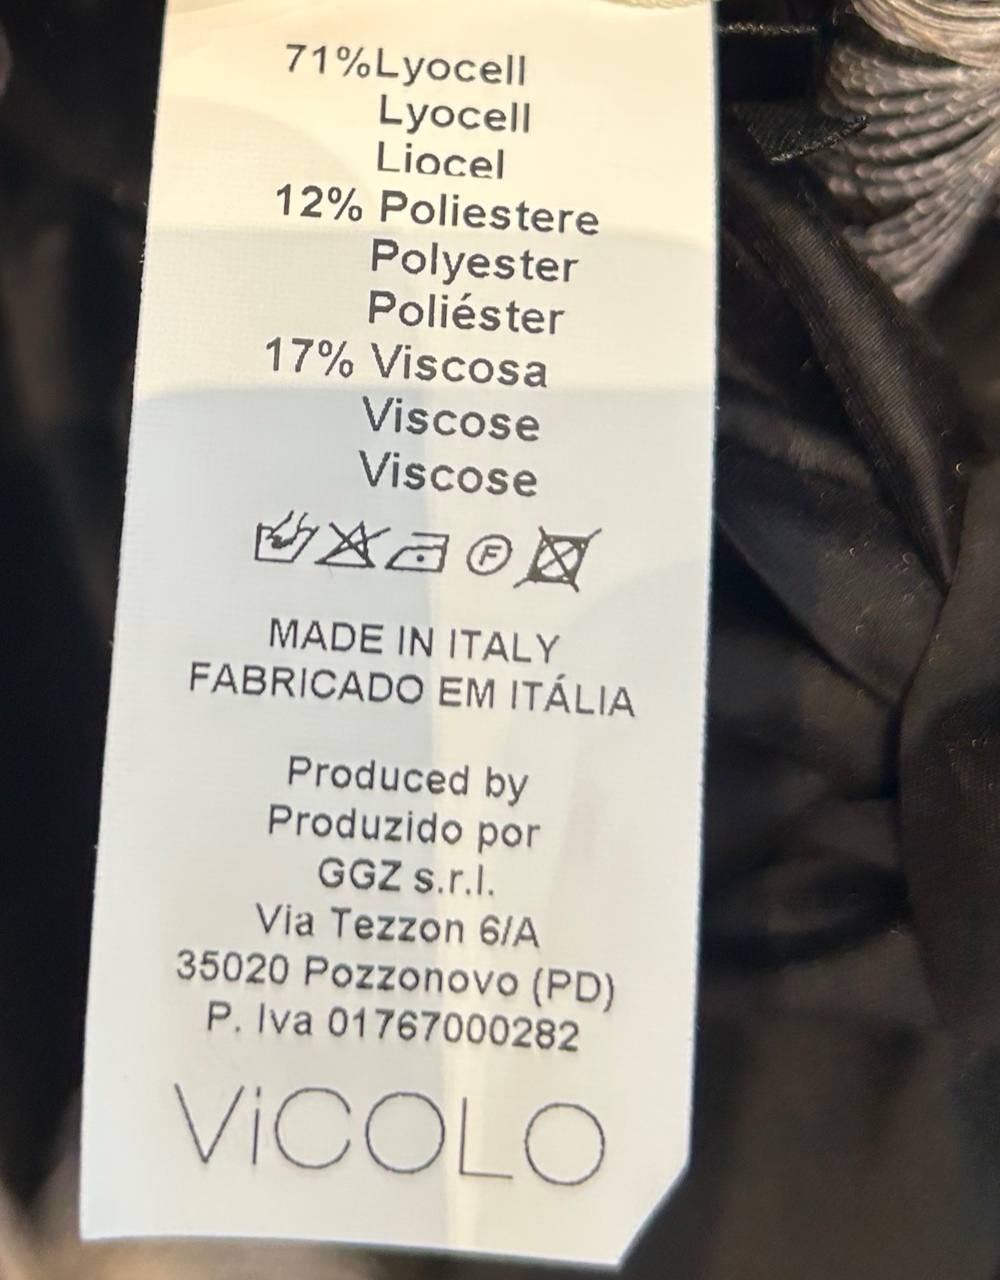 71%Lyocell
Lyocell
Liocel
12% Poliestere
Polyester
Poliéster
17% Viscosa
Viscose
Viscose
F
MADE IN ITALY
FABRICADO EM ITÁLIA
Produced by
Produzido por
GGZ s.r.l.
Via Tezzon 6/A
35020 Pozzonovo (PD)
P. Iva 01767000282
ViCOLO